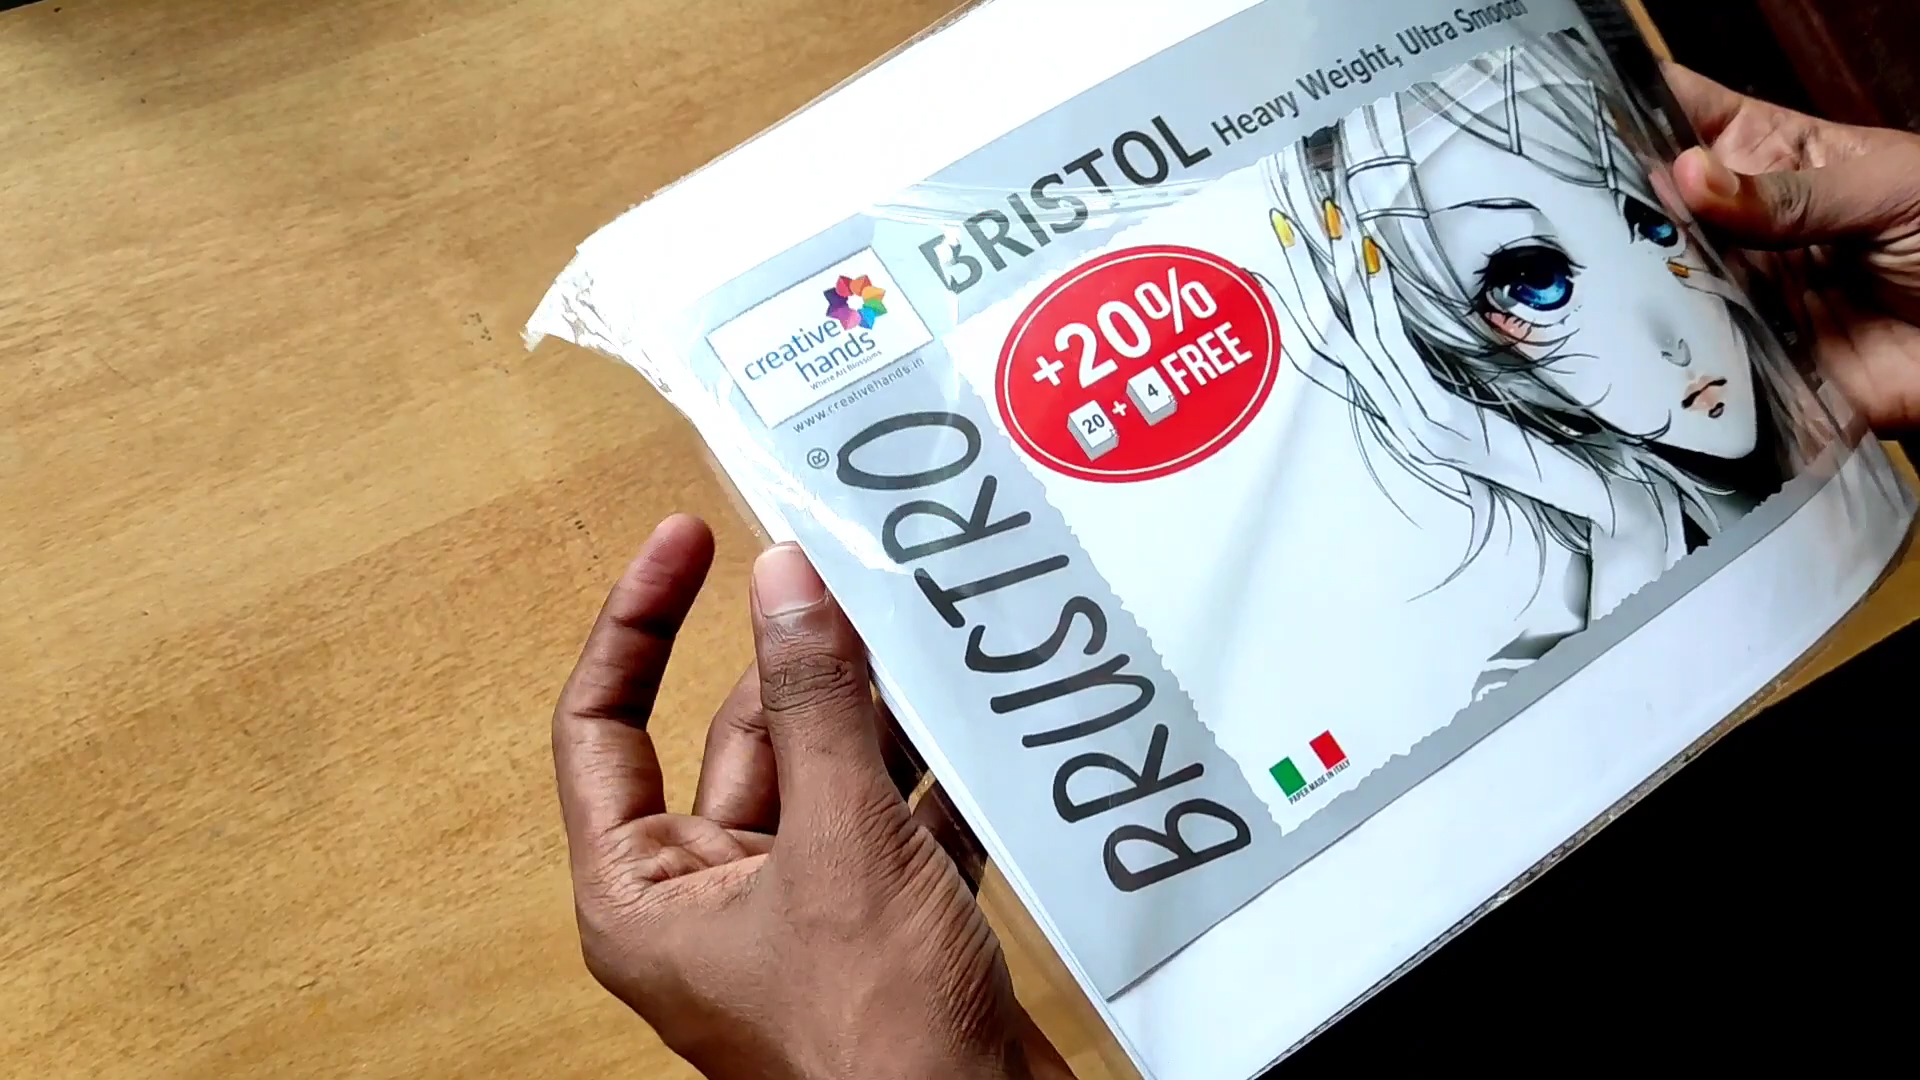 BRISTOL Heavy Weight, Ultra Smooth
creative
hands
Where Art Blossoms
www.creativehands.in
+20%
20 + 4 FREE
BRUSTRO ®
PAPER MADE IN ITALY